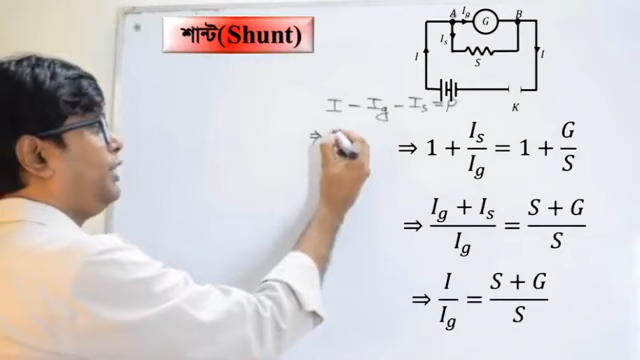 শান্ট(Shunt)
A I_g G B
I_s
I S I
K
I - I_g - I_s = 0
⇒
⇒ 1 + I_s/I_g = 1 + G/S
⇒ (I_g + I_s)/I_g = (S + G)/S
⇒ I/I_g = (S + G)/S